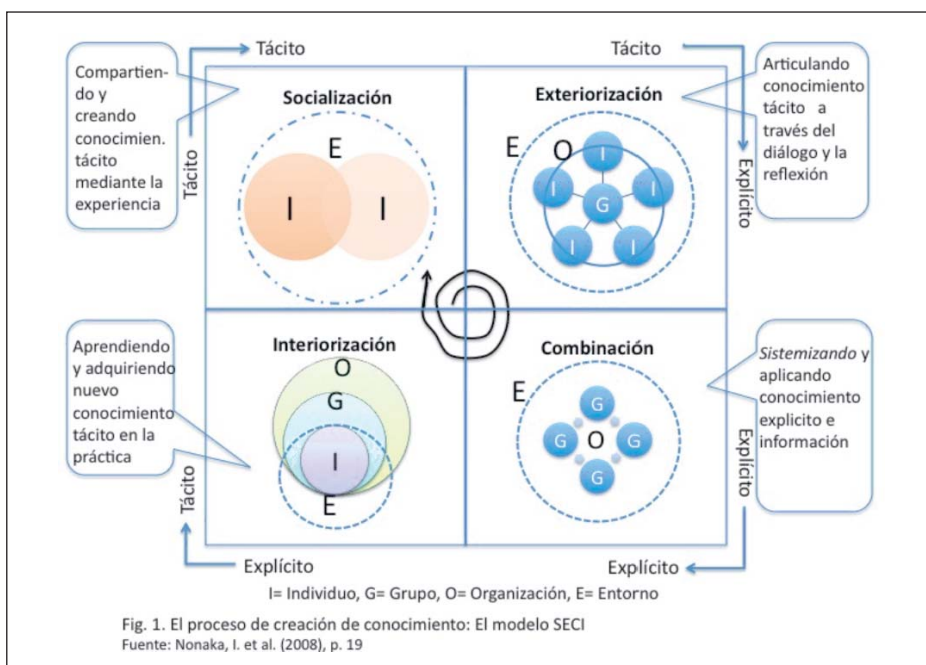 Tácito
Tácito
Compartien-
do y
creando
conocimien.
tácito
mediante la
experiencia
Tácito
Socialización
E
I
I
Exteriorización
E
O
I
I
I
G
I
I
Explícito
Articulando
conocimiento
tácito a
través del
diálogo y la
reflexión
Aprendiendo
y adquiriendo
nuevo
conocimiento
tácito en la
práctica
Tácito
Interiorización
O
G
I
E
Combinación
E
G
G
O
G
G
Explícito
Sistemizando y
aplicando
conocimiento
explicito e
información
Explícito
Explícito
I= Individuo, G= Grupo, O= Organización, E= Entorno
Fig. 1. El proceso de creación de conocimiento: El modelo SECI
Fuente: Nonaka, I. et al. (2008), p. 19